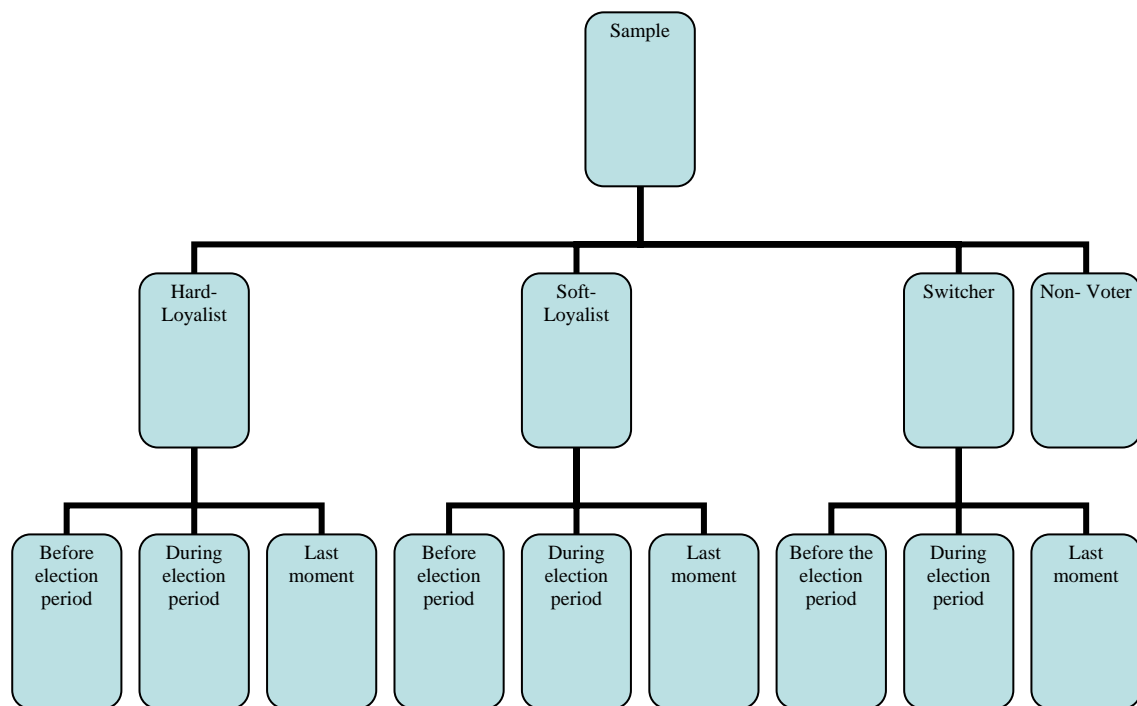 Sample
Hard-
Loyalist
Soft-
Loyalist
Switcher
Non- Voter
Before
election
period
During
election
period
Last
moment
Before
election
period
During
election
period
Last
moment
Before the
election
period
During
election
period
Last
moment